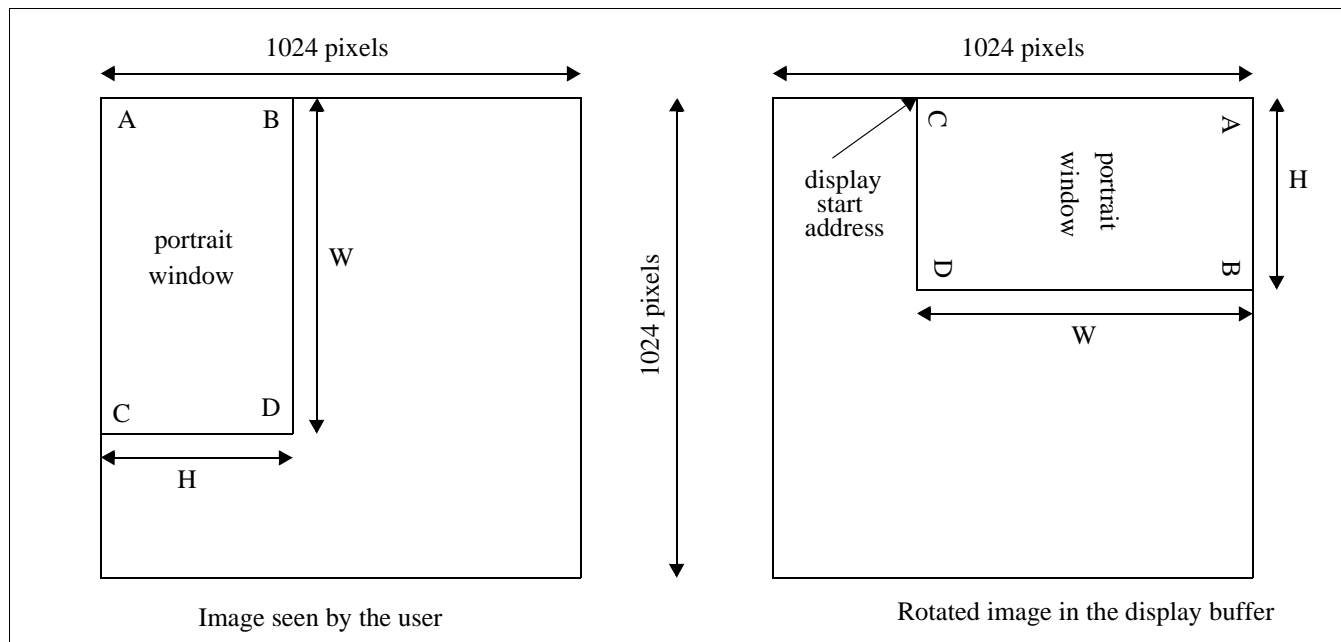 1024 pixels
A
B
portrait
window
W
C
D
H
Image seen by the user
1024 pixels
1024 pixels
display
start
address
C
A
portrait
window
H
D
B
W
Rotated image in the display buffer